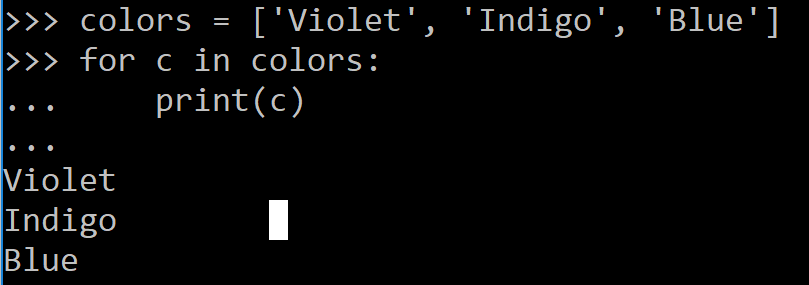 >>> colors = ['Violet', 'Indigo', 'Blue']
>>> for c in colors:
...     print(c)
...
Violet
Indigo
Blue